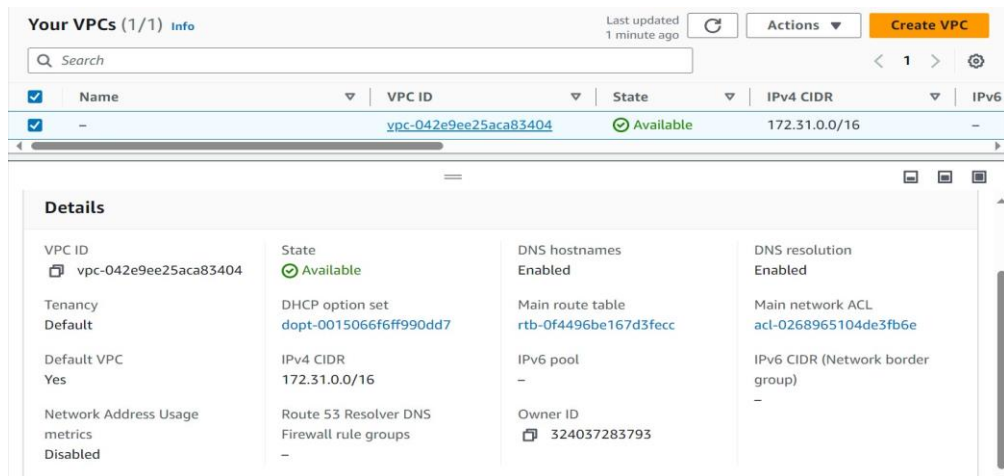 Your VPCs (1/1) Info
Last updated
1 minute ago
Actions
Create VPC
Search
1
Name VPC ID State IPv4 CIDR IPv6
– vpc-042e9ee25aca83404 Available 172.31.0.0/16 –
Details
VPC ID State DNS hostnames DNS resolution
vpc-042e9ee25aca83404 Available Enabled Enabled
Tenancy DHCP option set Main route table Main network ACL
Default dopt-0015066f6ff990dd7 rtb-0f4496be167d3fecc acl-0268965104de3fb6e
Default VPC IPv4 CIDR IPv6 pool IPv6 CIDR (Network border
Yes 172.31.0.0/16 – group)
–
Network Address Usage Route 53 Resolver DNS Owner ID
metrics Firewall rule groups 324037283793
Disabled –